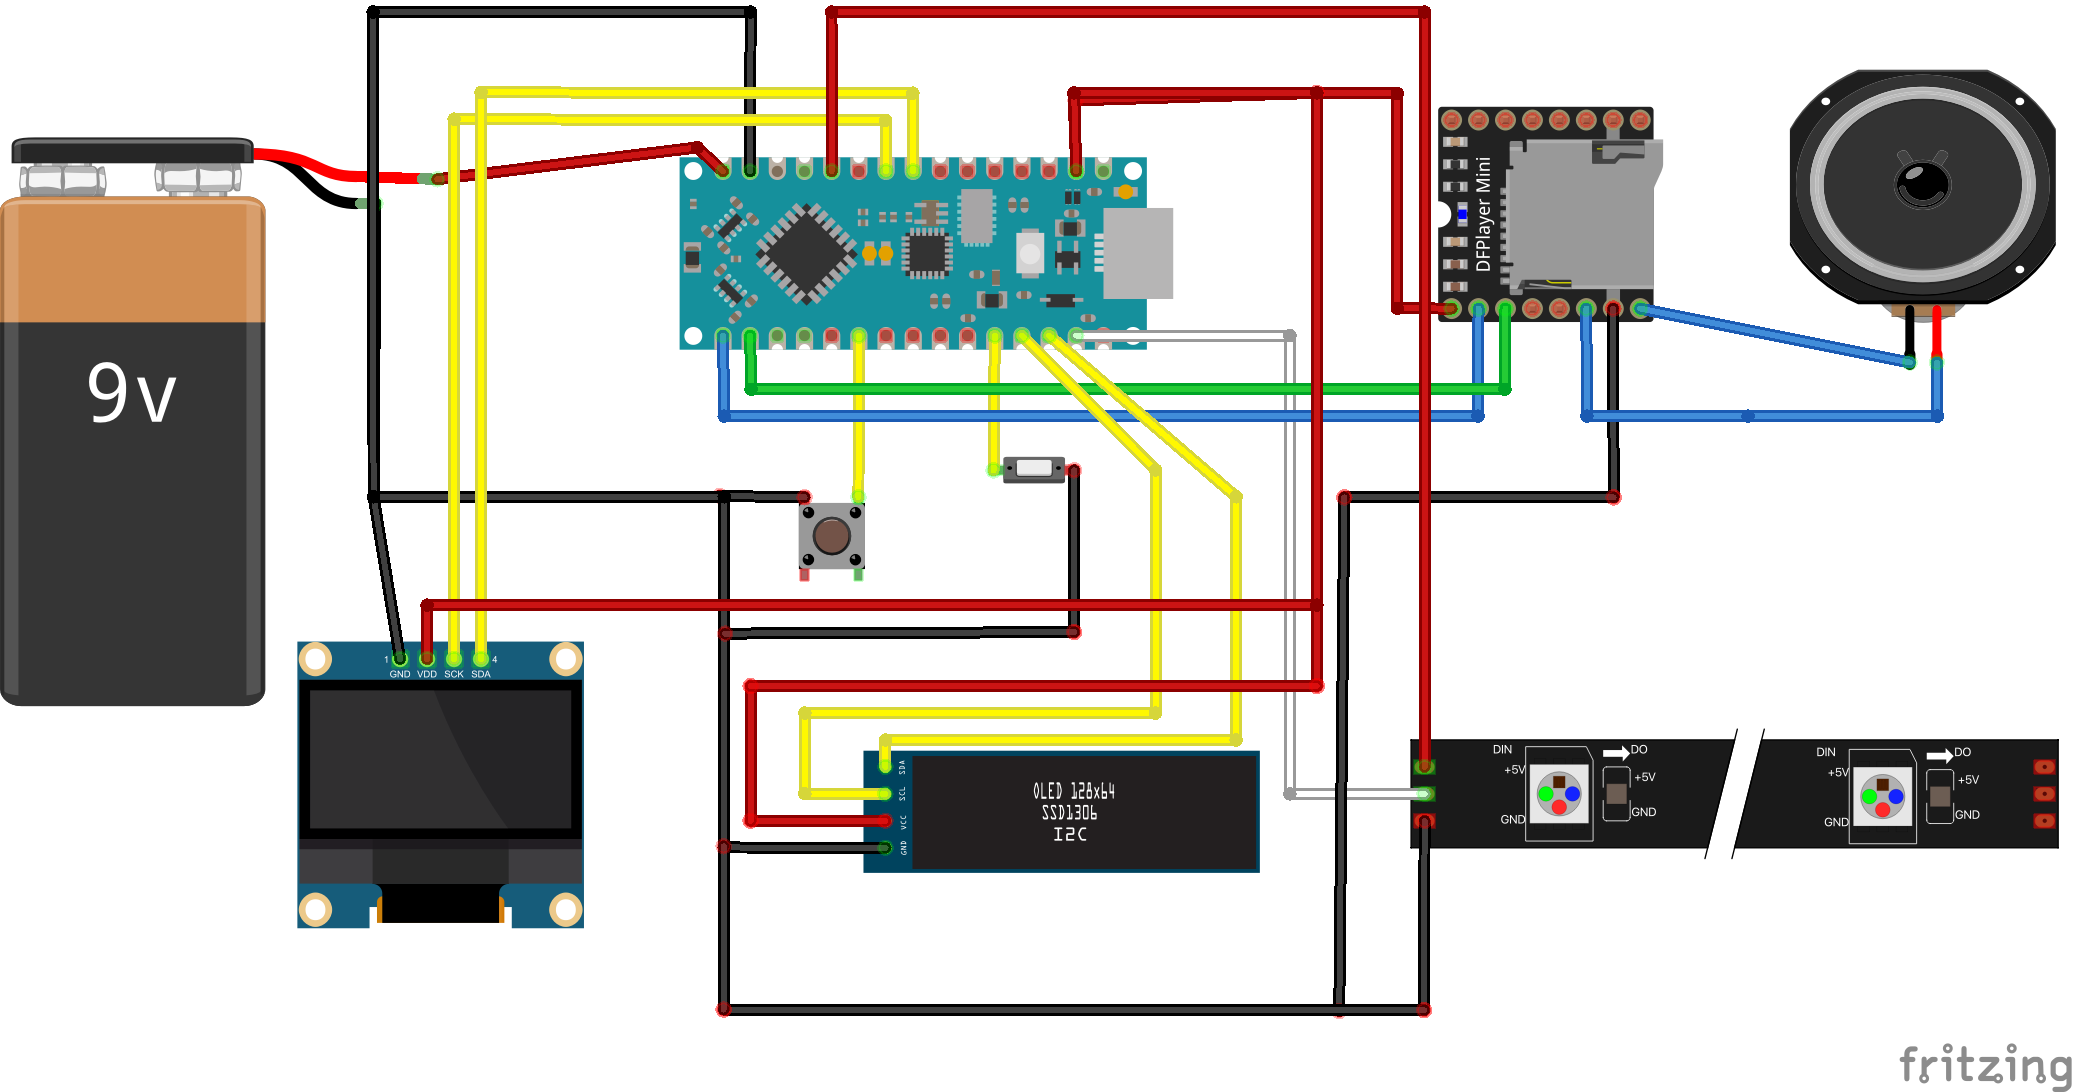 9v
DFPlayer Mini
1
4
GND VDD SCK SDA
SDA
SCL
VCC
GND
OLED 128x64
SSD1306
I2C
DIN
DO
+5V
+5V
GND
GND
DIN
DO
+5V
+5V
GND
GND
fritzing